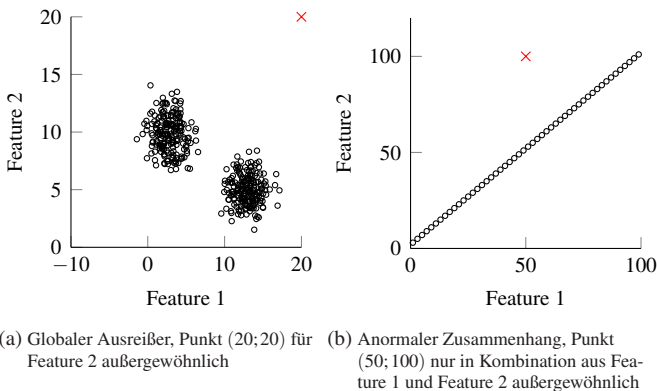 20
15
10
5
0
Feature 2
−10 0 10 20
Feature 1
100
50
0
Feature 2
0 50 100
Feature 1
(a) Globaler Ausreißer, Punkt (20;20) für
Feature 2 außergewöhnlich
(b) Anormaler Zusammenhang, Punkt
(50;100) nur in Kombination aus Fea-
ture 1 und Feature 2 außergewöhnlich